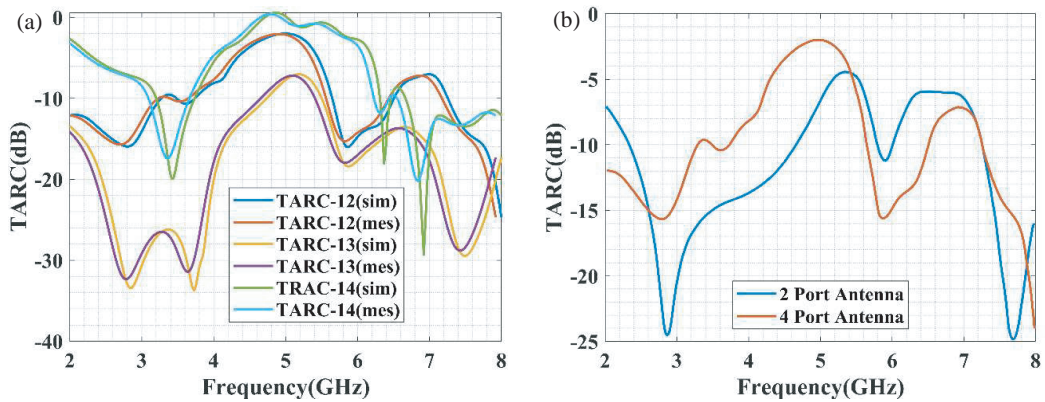 (a)
0
-10
-20
-30
-40
TARC(dB)
TARC-12(sim)
TARC-12(mes)
TARC-13(sim)
TARC-13(mes)
TRAC-14(sim)
TARC-14(mes)
2 3 4 5 6 7 8
Frequency(GHz)
(b)
0
-5
-10
-15
-20
-25
TARC(dB)
2 Port Antenna
4 Port Antenna
2 3 4 5 6 7 8
Frequency(GHz)